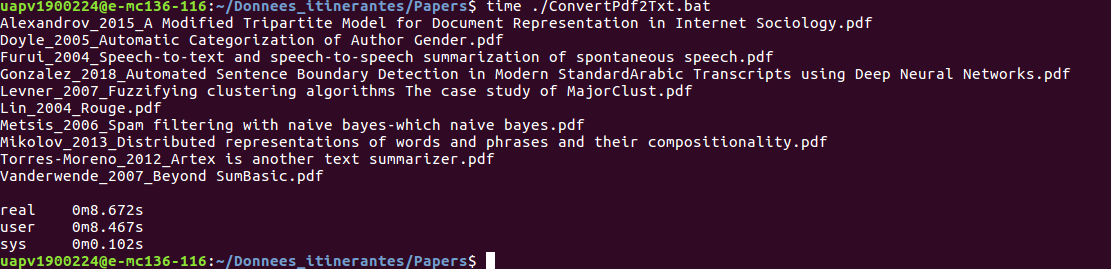 uapv1900224@e-mc136-116:~/Donnees_itinerantes/Papers$ time ./ConvertPdf2Txt.bat
Alexandrov_2015_A Modified Tripartite Model for Document Representation in Internet Sociology.pdf
Doyle_2005_Automatic Categorization of Author Gender.pdf
Furui_2004_Speech-to-text and speech-to-speech summarization of spontaneous speech.pdf
Gonzalez_2018_Automated Sentence Boundary Detection in Modern StandardArabic Transcripts using Deep Neural Networks.pdf
Levner_2007_Fuzzifying clustering algorithms The case study of MajorClust.pdf
Lin_2004_Rouge.pdf
Metsis_2006_Spam filtering with naive bayes-which naive bayes.pdf
Mikolov_2013_Distributed representations of words and phrases and their compositionality.pdf
Torres-Moreno_2012_Artex is another text summarizer.pdf
Vanderwende_2007_Beyond SumBasic.pdf

real    0m8.672s
user    0m8.467s
sys     0m0.102s
uapv1900224@e-mc136-116:~/Donnees_itinerantes/Papers$